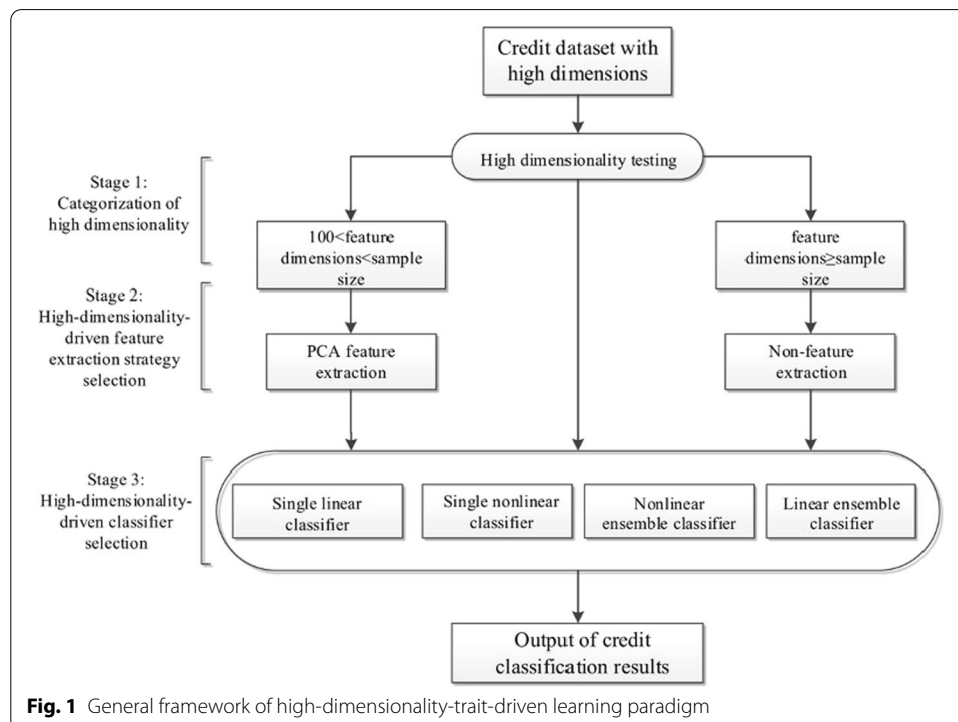 Credit dataset with
high dimensions
High dimensionality testing
Stage 1:
Categorization of
high dimensionality
100<feature
dimensions<sample
size
feature
dimensions≥sample
size
Stage 2:
High-dimensionality-
driven feature
extraction strategy
selection
PCA feature
extraction
Non-feature
extraction
Stage 3:
High-dimensionality-
driven classifier
selection
Single linear
classifier
Single nonlinear
classifier
Nonlinear
ensemble classifier
Linear ensemble
classifier
Output of credit
classification results
Fig. 1 General framework of high-dimensionality-trait-driven learning paradigm